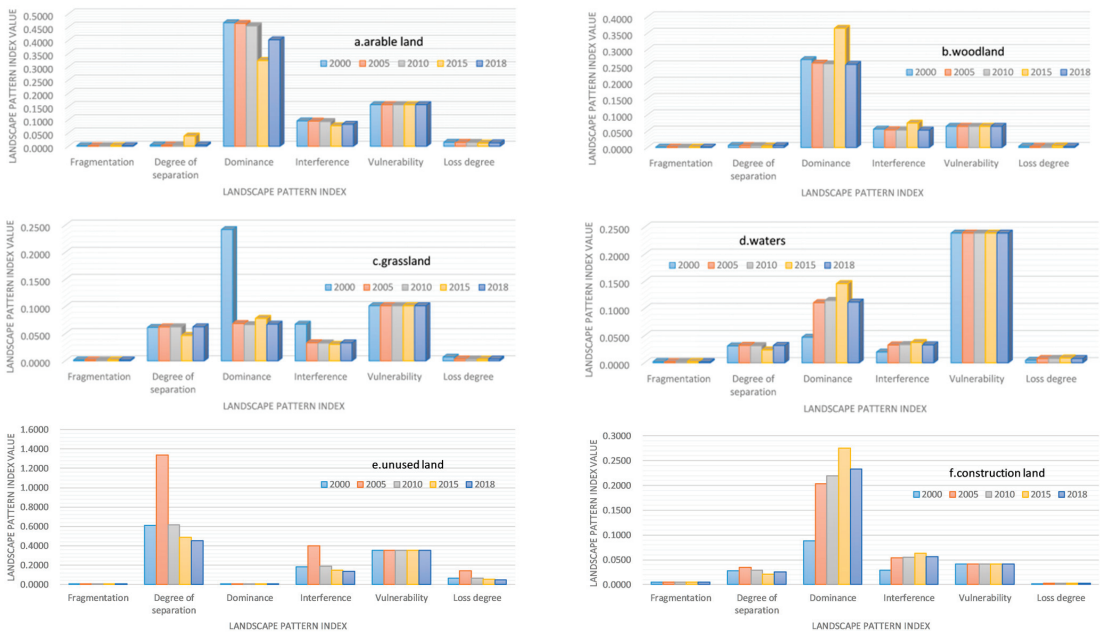 LANDSCAPE PATTERN INDEX VALUE
0.5000
0.4500
0.4000
0.3500
0.3000
0.2500
0.2000
0.1500
0.1000
0.0500
0.0000
a.arable land
2000 2005 2010 2015 2018
Fragmentation Degree of separation Dominance Interference Vulnerability Loss degree
LANDSCAPE PATTERN INDEX
LANDSCAPE PATTERN INDEX VALUE
0.4000
0.3500
0.3000
0.2500
0.2000
0.1500
0.1000
0.0500
0.0000
b.woodland
2000 2005 2010 2015 2018
Fragmentation Degree of separation Dominance Interference Vulnerability Loss degree
LANDSCAPE PATTERN INDEX
LANDSCAPE PATTERN INDEX VALUE
0.2500
0.2000
0.1500
0.1000
0.0500
0.0000
c.grassland
2000 2005 2010 2015 2018
Fragmentation Degree of separation Dominance Interference Vulnerability Loss degree
LANDSCAPE PATTERN INDEX
LANDSCAPE PATTERN INDEX VALUE
0.2500
0.2000
0.1500
0.1000
0.0500
0.0000
d.waters
2000 2005 2010 2015 2018
Fragmentation Degree of separation Dominance Interference Vulnerability Loss degree
LANDSCAPE PATTERN INDEX
LANDSCAPE PATTERN INDEX VALUE
1.6000
1.4000
1.2000
1.0000
0.8000
0.6000
0.4000
0.2000
0.0000
e.unused land
2000 2005 2010 2015 2018
Fragmentation Degree of separation Dominance Interference Vulnerability Loss degree
LANDSCAPE PATTERN INDEX
LANDSCAPE PATTERN INDEX VALUE
0.3000
0.2500
0.2000
0.1500
0.1000
0.0500
0.0000
f.construction land
2000 2005 2010 2015 2018
Fragmentation Degree of separation Dominance Interference Vulnerability Loss degree
LANDSCAPE PATTERN INDEX